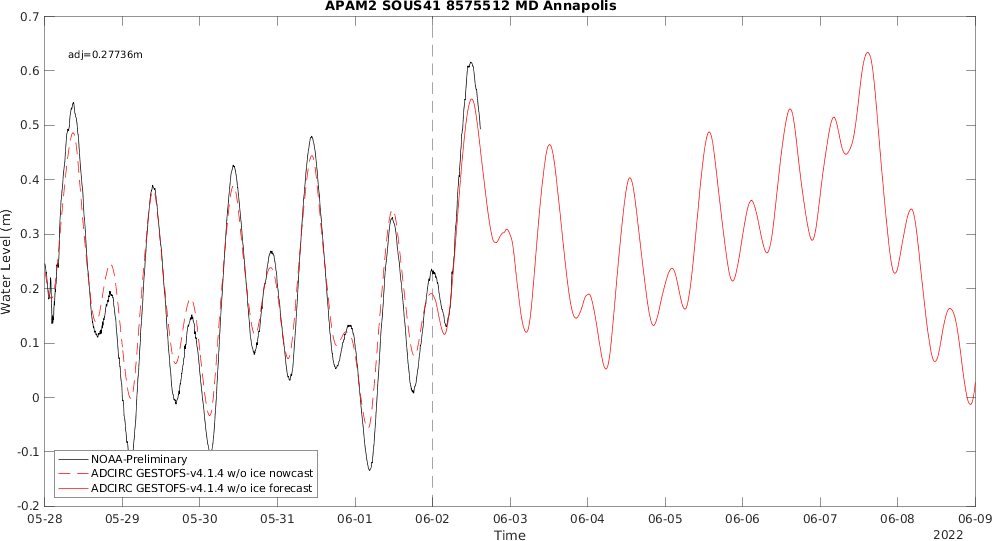 APAM2 SOUS41 8575512 MD Annapolis
adj=0.27736m
Water Level (m)
0.7
0.6
0.5
0.4
0.3
0.2
0.1
0
-0.1
-0.2
NOAA-Preliminary
ADCIRC GESTOFS-v4.1.4 w/o ice nowcast
ADCIRC GESTOFS-v4.1.4 w/o ice forecast
05-28 05-29 05-30 05-31 06-01 06-02 06-03 06-04 06-05 06-06 06-07 06-08 06-09
Time
2022